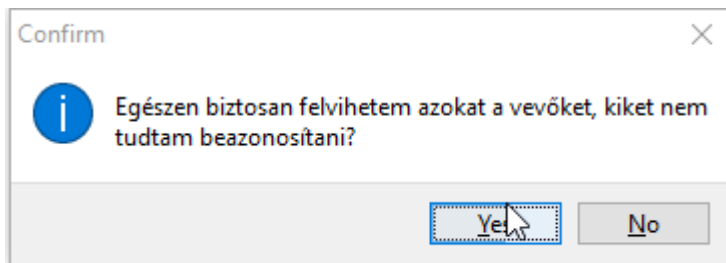 Confirm
Egészen biztosan felvihetem azokat a vevőket, kiket nem
tudtam beazonosítani?
Yes
No